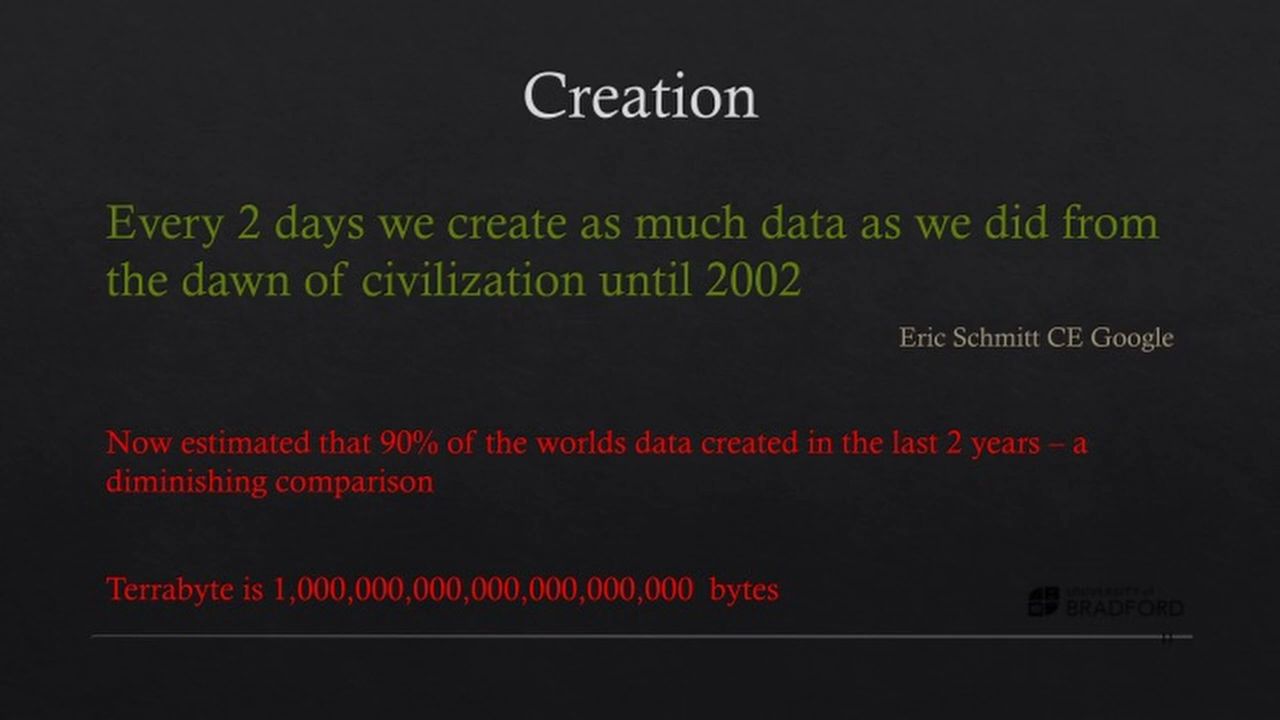 Creation
Every 2 days we create as much data as we did from
the dawn of civilization until 2002
Eric Schmitt CE Google
Now estimated that 90% of the worlds data created in the last 2 years – a
diminishing comparison
Terrabyte is 1,000,000,000,000,000,000,000 bytes
UNIVERSITY of
BRADFORD
11